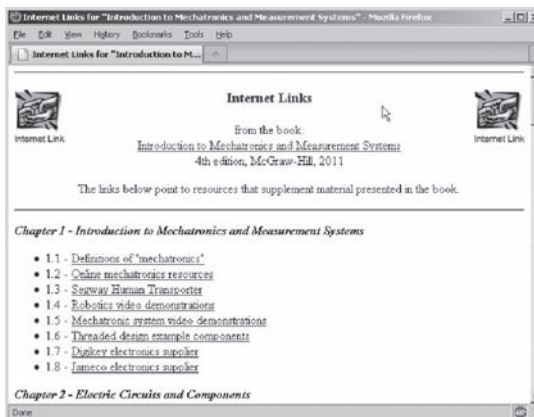 Internet Links for "Introduction to Mechatronics and Measurement Systems" - Mozilla Firefox
File Edit View History Bookmarks Tools Help
Internet Links for "Introduction to M...
Internet Links
Internet Link
Internet Link
from the book:
Introduction to Mechatronics and Measurement Systems
4th edition, McGraw-Hill, 2011
The links below point to resources that supplement material presented in the book.
Chapter 1 - Introduction to Mechatronics and Measurement Systems
• 1.1 - Definitions of "mechatronics"
• 1.2 - Online mechatronics resources
• 1.3 - Segway Human Transporter
• 1.4 - Robotics video demonstrations
• 1.5 - Mechatronic system video demonstrations
• 1.6 - Threaded design example components
• 1.7 - Digikey electronics supplier
• 1.8 - Jameco electronics supplier
Chapter 2 - Electric Circuits and Components
Done